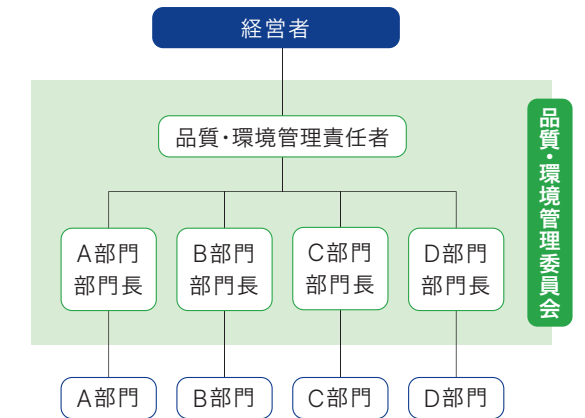 経営者
品質・環境管理責任者
品質・環境管理委員会
A部門
部門長
B部門
部門長
C部門
部門長
D部門
部門長
A部門
B部門
C部門
D部門